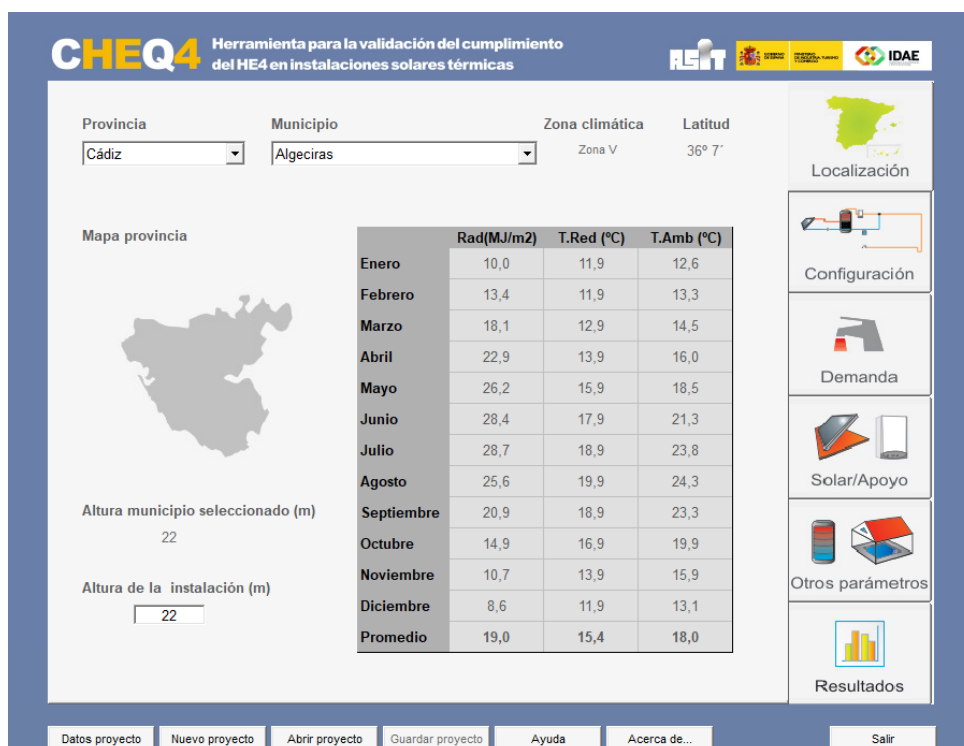 CHEQ4 Herramienta para la validación del cumplimiento
del HE4 en instalaciones solares térmicas
IDAE
Provincia Municipio Zona climática Latitud
Cádiz Algeciras Zona V 36º 7´
Mapa provincia
Rad(MJ/m2) T.Red (ºC) T.Amb (ºC)
Enero 10,0 11,9 12,6
Febrero 13,4 11,9 13,3
Marzo 18,1 12,9 14,5
Abril 22,9 13,9 16,0
Mayo 26,2 15,9 18,5
Junio 28,4 17,9 21,3
Julio 28,7 18,9 23,8
Agosto 25,6 19,9 24,3
Septiembre 20,9 18,9 23,3
Octubre 14,9 16,9 19,9
Noviembre 10,7 13,9 15,9
Diciembre 8,6 11,9 13,1
Promedio 19,0 15,4 18,0
Altura municipio seleccionado (m)
22
Altura de la instalación (m)
22
Localización
Configuración
Demanda
Solar/Apoyo
Otros parámetros
Resultados
Datos proyecto Nuevo proyecto Abrir proyecto Guardar proyecto Ayuda Acerca de... Salir